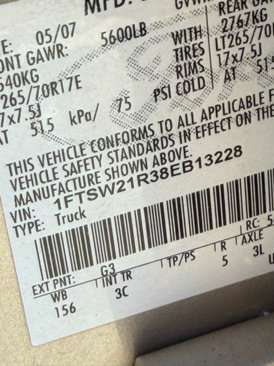 MFD.
GVW
E: 05/07
REAR GA
ONT GAWR: 5600LB
2767KG
540KG
WITH LT265/70
265/70R17E
TIRES 17x7.5J
7x7.5J
RIMS AT
AT 515 kPa/ 75 PSI COLD
THIS VEHICLE CONFORMS TO ALL APPLICABLE F
VEHICLE SAFETY STANDARDS IN EFFECT ON THE
MANUFACTURE SHOWN ABOVE.
VIN: 1FTSW21R38EB13228
TYPE: Truck
EXT PNT: G3
RC: 5
WB INT TR TP/PS R AXLE
156 3C 5 3L